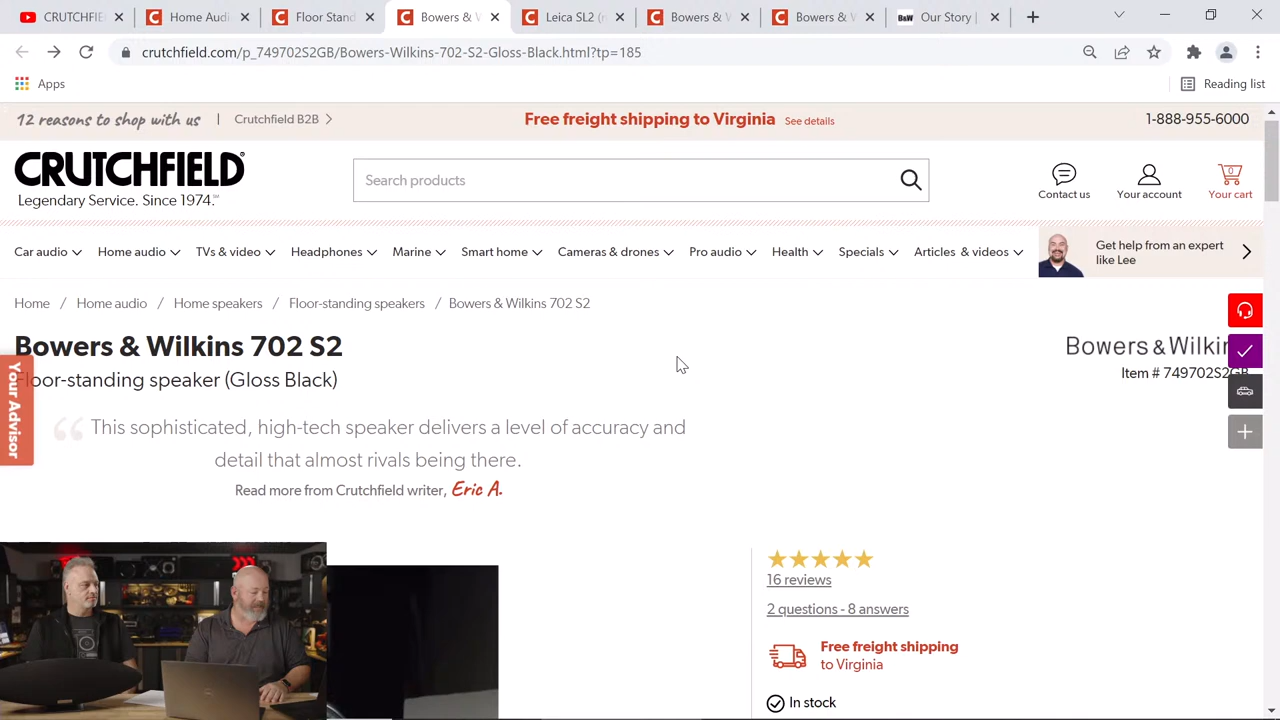 CRUTCHFIE
Home Audi
Floor Stand
Bowers & W
Leica SL2 (r
Bowers & W
Bowers & W
B&W Our Story |
crutchfield.com/p_749702S2GB/Bowers-Wilkins-702-S2-Gloss-Black.html?tp=185
Apps
Reading list
12 reasons to shop with us | Crutchfield B2B
Free freight shipping to Virginia See details
1-888-955-6000
CRUTCHFIELD
Legendary Service. Since 1974.
Search products
Contact us
Your account
0
Your cart
Car audio
Home audio
TVs & video
Headphones
Marine
Smart home
Cameras & drones
Pro audio
Health
Specials
Articles & videos
Get help from an expert
like Lee
Home / Home audio / Home speakers / Floor-standing speakers / Bowers & Wilkins 702 S2
Bowers & Wilkins 702 S2
Floor-standing speaker (Gloss Black)
Bowers & Wilkin
Item # 749702S2GB
Your Advisor
“This sophisticated, high-tech speaker delivers a level of accuracy and
detail that almost rivals being there.
Read more from Crutchfield writer, Eric A.
16 reviews
2 questions - 8 answers
Free freight shipping
to Virginia
In stock